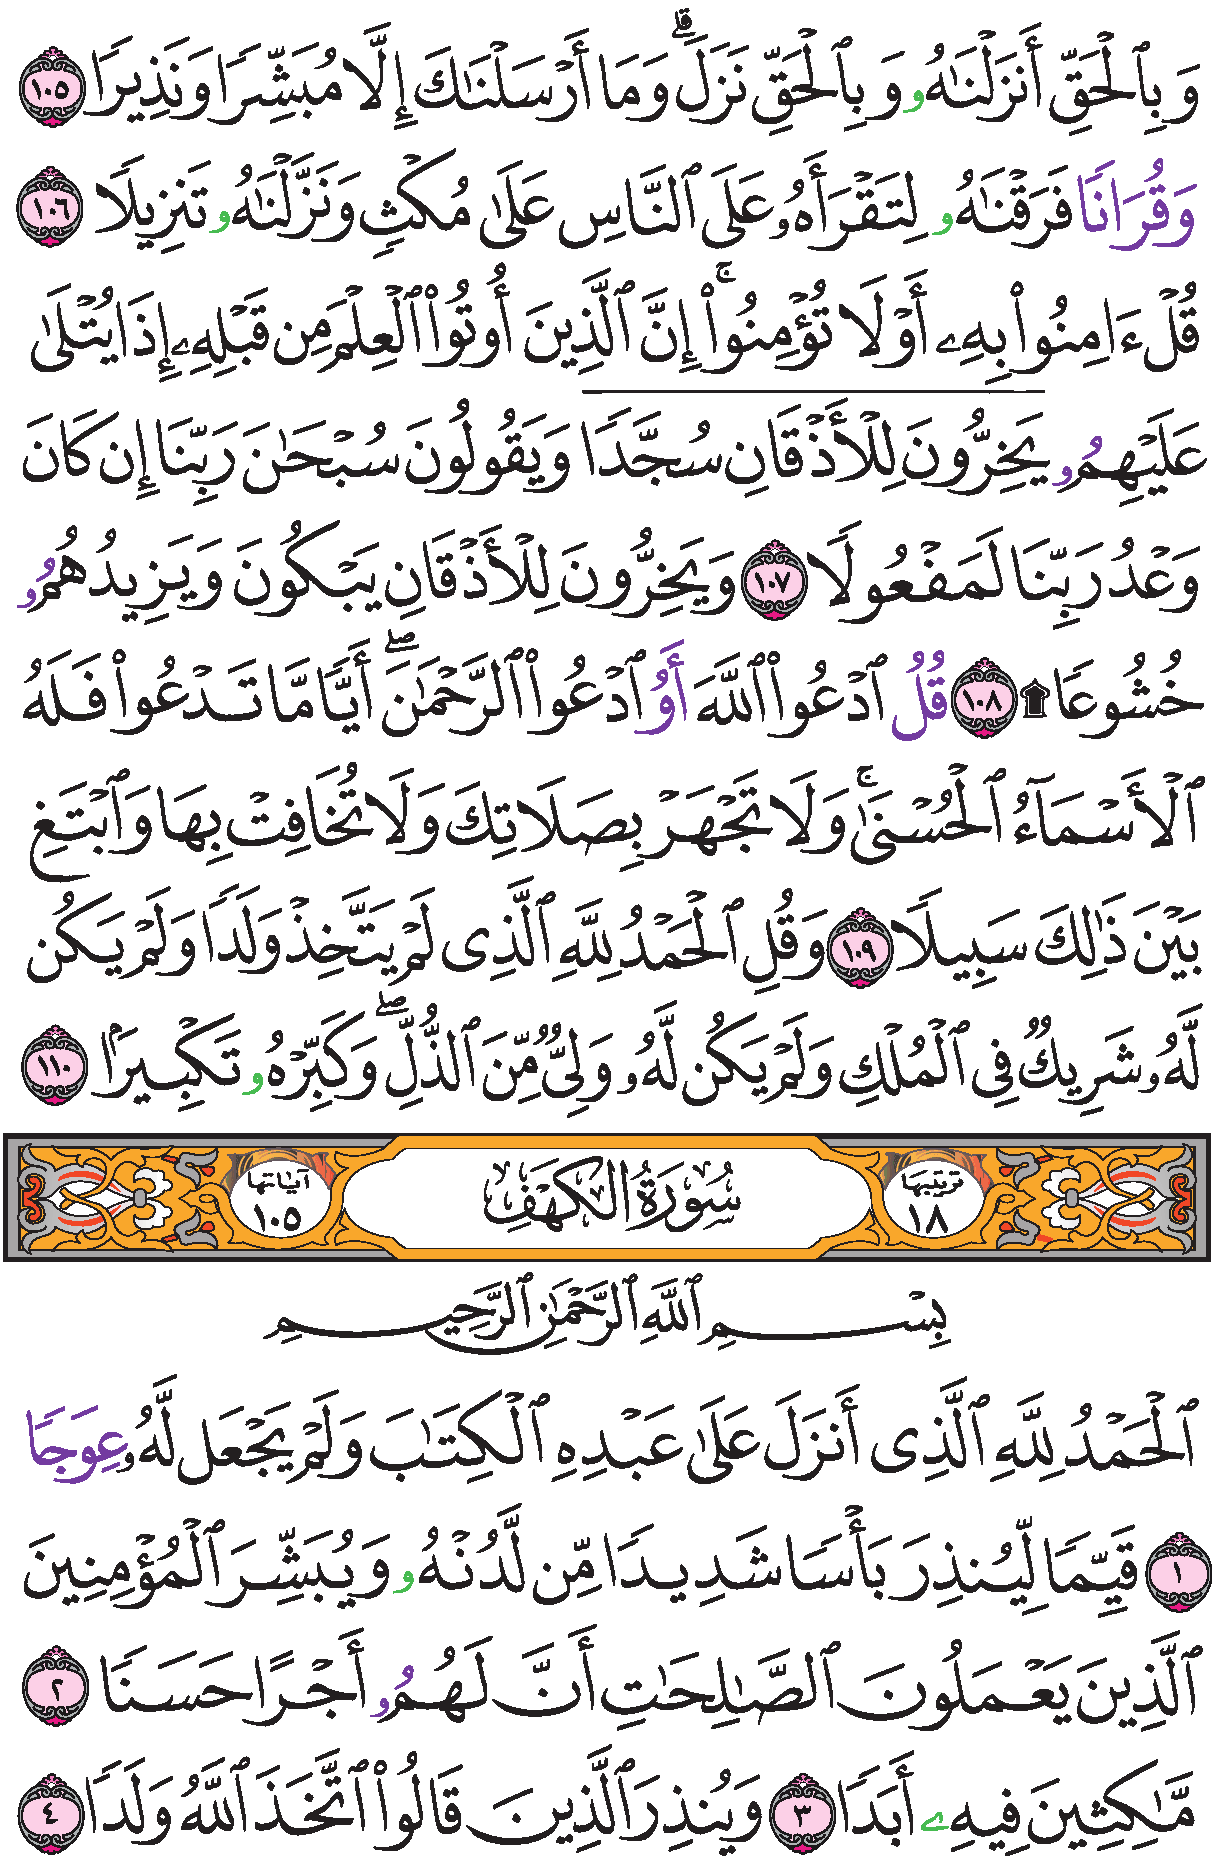 وَبِٱلْحَقِّ أَنزَلْنَٰهُۥ وَبِٱلْحَقِّ نَزَلَ ۗ وَمَا أَرْسَلْنَٰكَ إِلَّا مُبَشِّرًا وَنَذِيرًا ١٠٥
وَقُرَانًا فَرَقْنَٰهُۥ لِتَقْرَأَهُۥ عَلَى ٱلنَّاسِ عَلَىٰ مُكْثٍ وَنَزَّلْنَٰهُۥ تَنزِيلًا ١٠٦
قُلْ ءَامِنُوا۟ بِهِۦ أَوْ لَا تُؤْمِنُوا۟ ۚ إِنَّ ٱلَّذِينَ أُوتُوا۟ ٱلْعِلْمَ مِن قَبْلِهِۦ إِذَا يُتْلَىٰ
عَلَيْهِمُۥ يَخِرُّونَ لِلْأَذْقَانِ سُجَّدًا وَيَقُولُونَ سُبْحَٰنَ رَبِّنَا إِن كَانَ
وَعْدُ رَبِّنَا لَمَفْعُولًا ١٠٧ وَيَخِرُّونَ لِلْأَذْقَانِ يَبْكُونَ وَيَزِيدُهُمُۥ
خُشُوعًا ۩ ١٠٨ قُلُ ٱدْعُوا۟ ٱللَّهَ أَوُ ٱدْعُوا۟ ٱلرَّحْمَٰنَ ۖ أَيًّا مَّا تَدْعُوا۟ فَلَهُ
ٱلْأَسْمَآءُ ٱلْحُسْنَىٰ ۚ وَلَا تَجْهَرْ بِصَلَاتِكَ وَلَا تُخَافِتْ بِهَا وَٱبْتَغِ
بَيْنَ ذَٰلِكَ سَبِيلًا ١٠٩ وَقُلِ ٱلْحَمْدُ لِلَّهِ ٱلَّذِى لَمْ يَتَّخِذْ وَلَدًا وَلَمْ يَكُن
لَّهُۥ شَرِيكٌ فِى ٱلْمُلْكِ وَلَمْ يَكُن لَّهُۥ وَلِىٌّ مِّنَ ٱلذُّلِّ ۖ وَكَبِّرْهُۥ تَكْبِيرًۢا ١١٠
ترتيبها ١٨ سُورَةُ الْكَهْفِ آياتها ١٠٥
بِسْمِ ٱللَّهِ ٱلرَّحْمَٰنِ ٱلرَّحِيمِ
ٱلْحَمْدُ لِلَّهِ ٱلَّذِى أَنزَلَ عَلَىٰ عَبْدِهِ ٱلْكِتَٰبَ وَلَمْ يَجْعَل لَّهُۥ عِوَجًا
١ قَيِّمًا لِّيُنذِرَ بَأْسًا شَدِيدًا مِّن لَّدُنْهُۥ وَيُبَشِّرَ ٱلْمُؤْمِنِينَ
ٱلَّذِينَ يَعْمَلُونَ ٱلصَّٰلِحَٰتِ أَنَّ لَهُمُۥ أَجْرًا حَسَنًا ٢
مَّٰكِثِينَ فِيهِۦ أَبَدًا ٣ وَيُنذِرَ ٱلَّذِينَ قَالُوا۟ ٱتَّخَذَ ٱللَّهُ وَلَدًا ٤